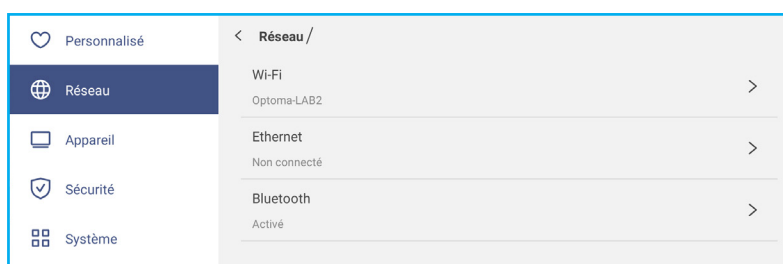 Personnalisé
Réseau
Appareil
Sécurité
Système
Réseau /
Wi-Fi
Optoma-LAB2
Ethernet
Non connecté
Bluetooth
Activé